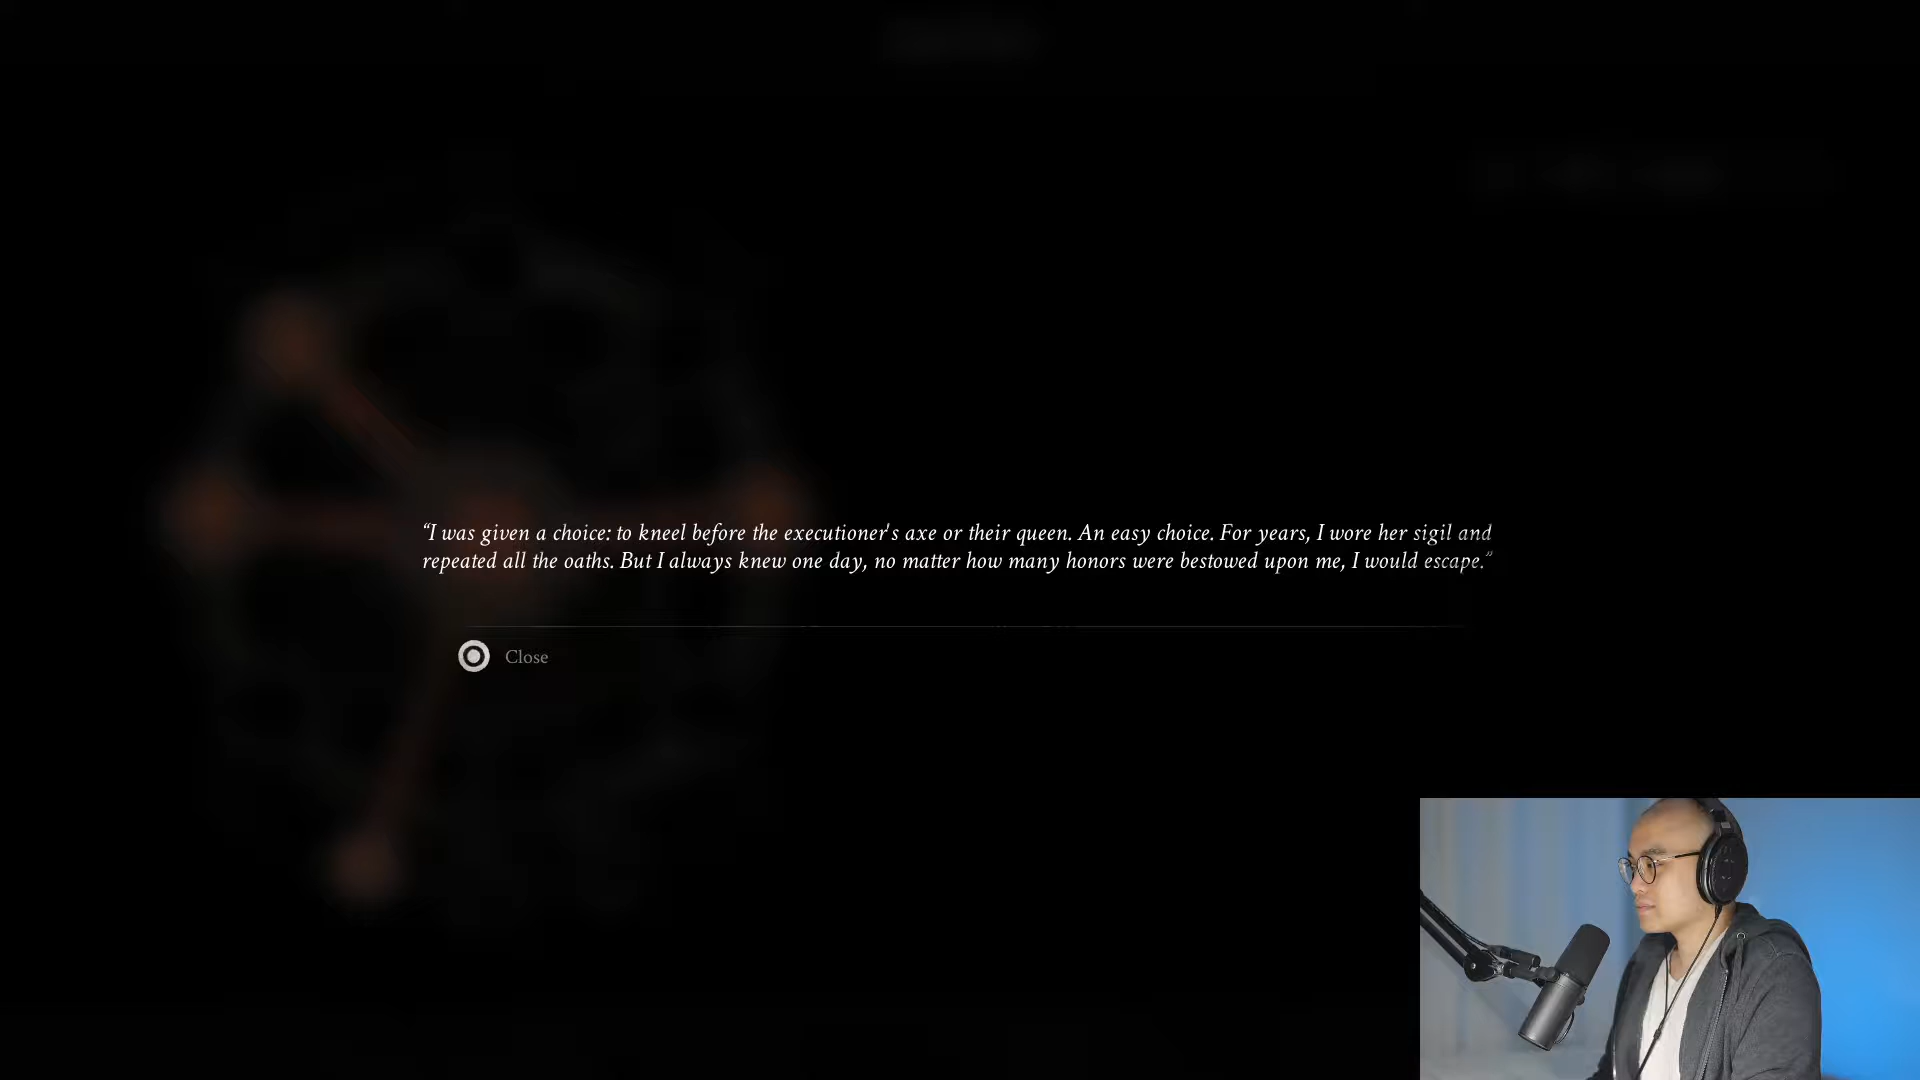 “I was given a choice: to kneel before the executioner's axe or their queen. An easy choice. For years, I wore her sigil and
repeated all the oaths. But I always knew one day, no matter how many honors were bestowed upon me, I would escape.”
Close